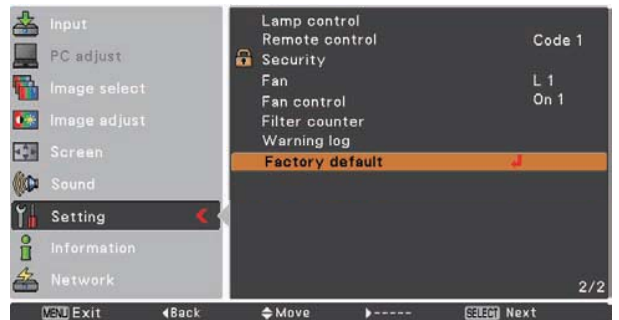 Input
PC adjust
Image select
Image adjust
Screen
Sound
Setting
Information
Network
Lamp control
Remote control Code 1
Security
Fan L 1
Fan control On 1
Filter counter
Warning log
Factory default
2/2
MENU Exit ◀Back Move ▶----- SELECT Next